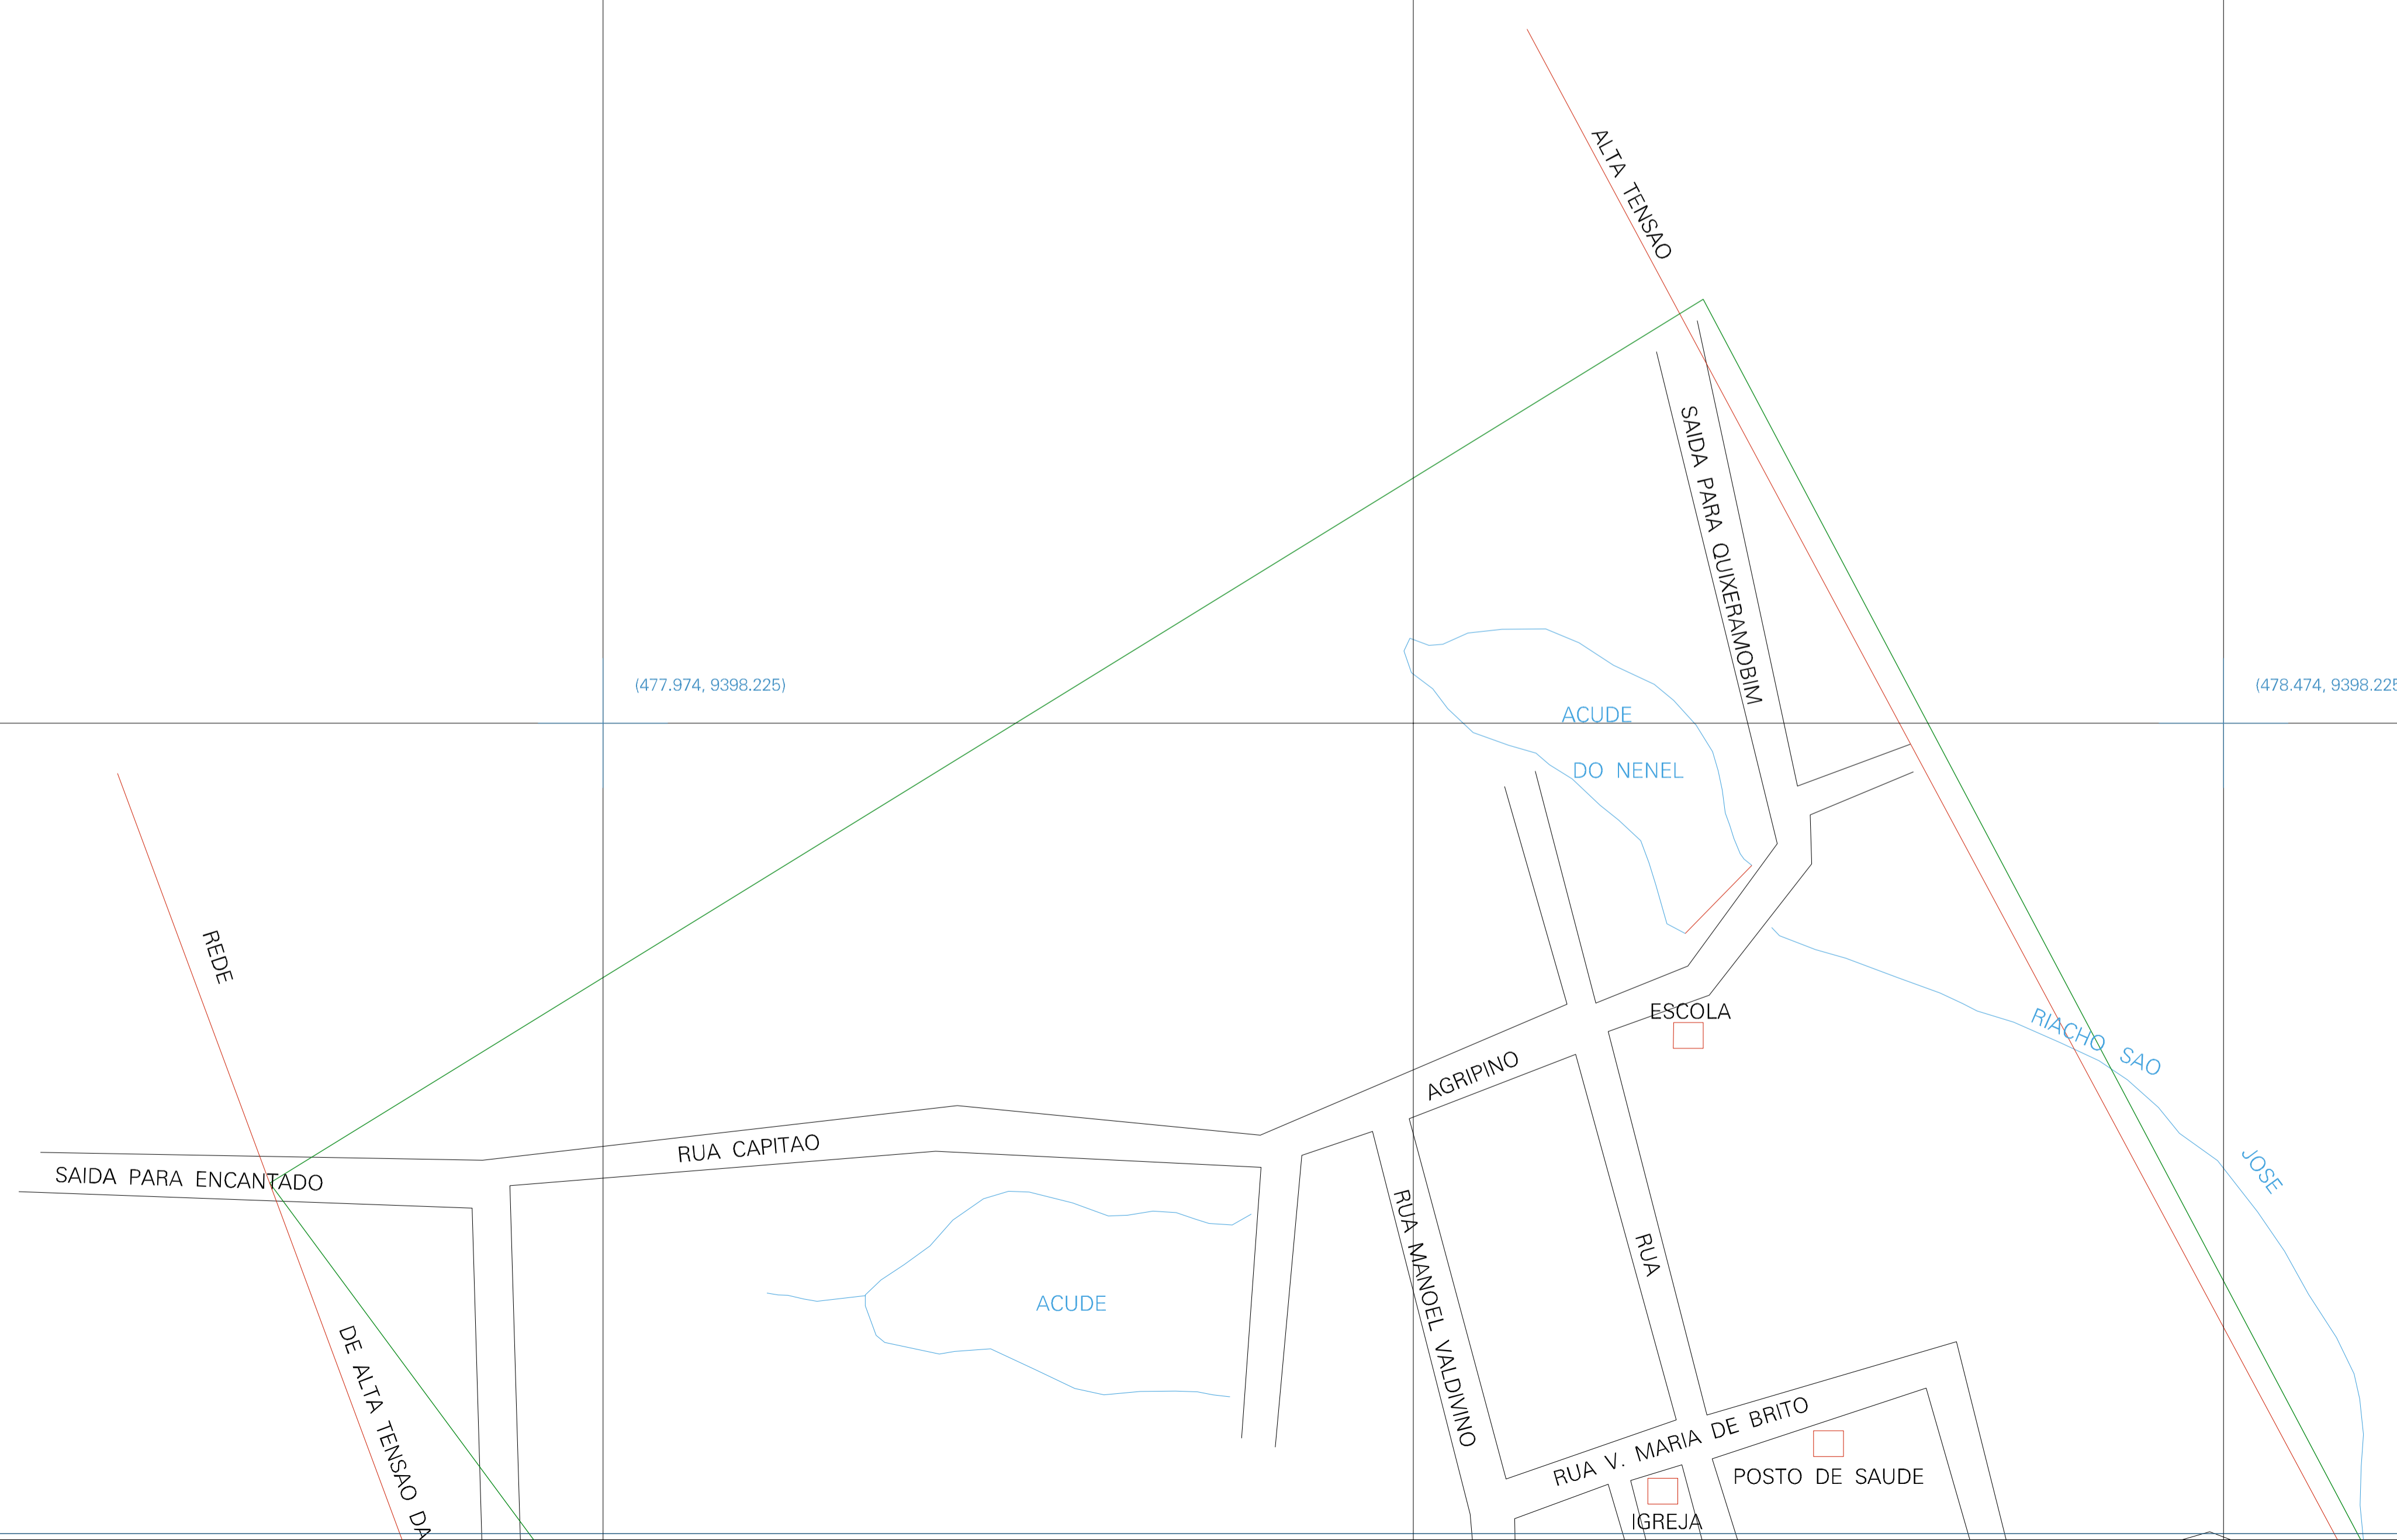 ALTA TENSAO
SAIDA PARA QUIXERAMOBIM
(477.974, 9398.225)
(478.474, 9398.225
ACUDE
DO NENEL
REDE
ESCOLA
RIACHO SAO
JOSE
AGRIPINO
RUA CAPITAO
SAIDA PARA ENCANTADO
RUA MANOEL VALDIVINO
RUA
ACUDE
DE ALTA TENSAO DA
RUA V. MARIA DE BRITO
POSTO DE SAUDE
IGREJA